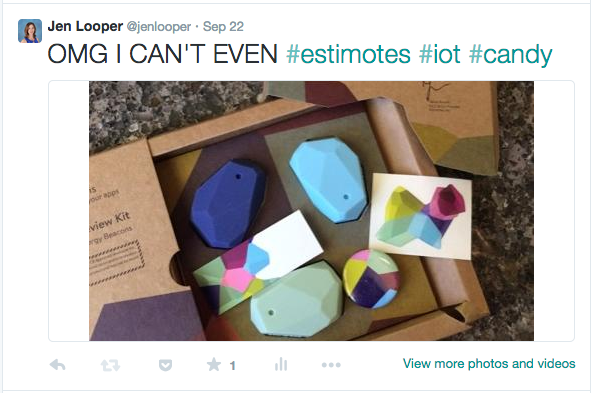 Jen Looper @jenlooper · Sep 22
OMG I CAN'T EVEN #estimotes #iot #candy
your apps
view Kit
rgy Beacons
1
View more photos and videos